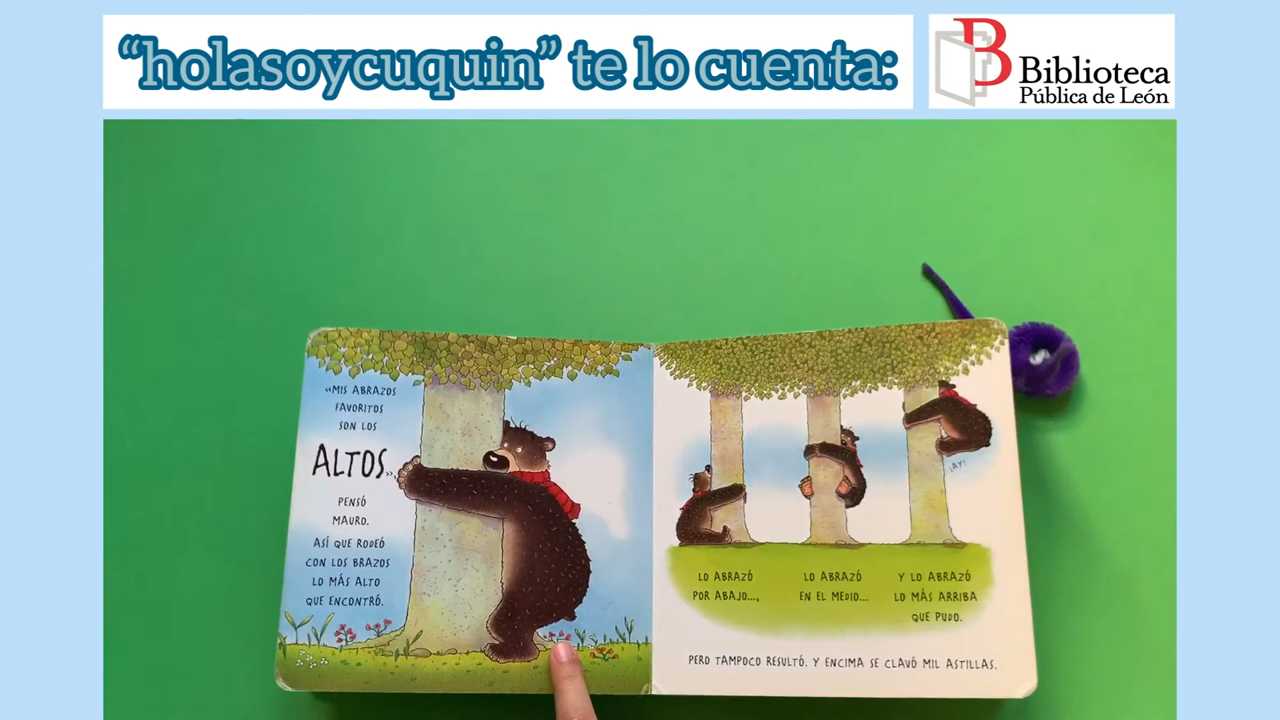 “holasoycuquin” te lo cuenta:
Biblioteca
Pública de León
«MIS ABRAZOS
FAVORITOS
SON LOS
ALTOS»,
PENSÓ
MAURO.
ASÍ QUE RODEÓ
CON LOS BRAZOS
LO MÁS ALTO
QUE ENCONTRÓ.
¡AY!
LO ABRAZÓ
POR ABAJO...,
LO ABRAZÓ
EN EL MEDIO...
Y LO ABRAZÓ
LO MÁS ARRIBA
QUE PUDO.
PERO TAMPOCO RESULTÓ. Y ENCIMA SE CLAVÓ MIL ASTILLAS.